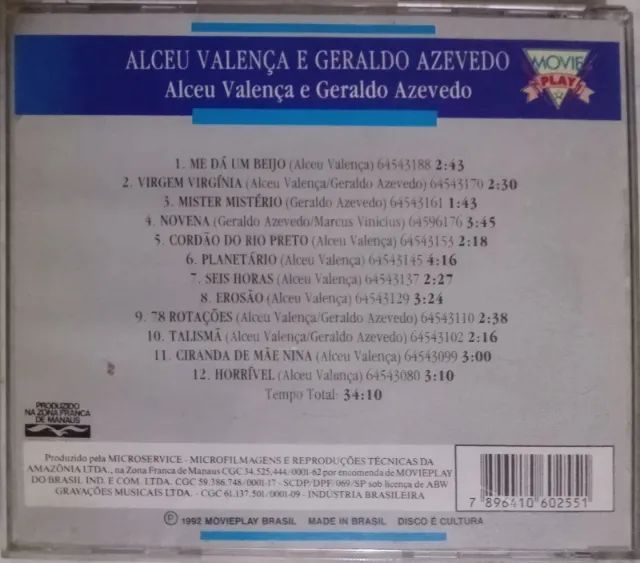 ALCEU VALENÇA E GERALDO AZEVEDO
Alceu Valença e Geraldo Azevedo
MOVIE
PLAY
1. ME DÁ UM BEIJO (Alceu Valença) 64543188 2:43
2. VIRGEM VIRGÍNIA (Alceu Valença/Geraldo Azevedo) 64543170 2:30
3. MISTER MISTÉRIO (Geraldo Azevedo) 64543161 1:43
4. NOVENA (Geraldo Azevedo/Marcus Vinicius) 64596176 3:45
5. CORDÃO DO RIO PRETO (Alceu Valença) 64543153 2:18
6. PLANETÁRIO (Alceu Valença) 64543145 4:16
7. SEIS HORAS (Alceu Valença) 64543137 2:27
8. EROSÃO (Alceu Valença) 64543129 3:24
9. 78 ROTAÇÕES (Alceu Valença/Geraldo Azevedo) 64543110 2:38
10. TALISMÃ (Alceu Valença/Geraldo Azevedo) 64543102 2:16
11. CIRANDA DE MÃE NINA (Alceu Valença) 64543099 3:00
12. HORRÍVEL (Alceu Valença) 64543080 3:10
Tempo Total: 34:10
PRODUZIDO
NA ZONA FRANCA
DE MANAUS
Produzido pela MICROSERVICE - MICROFILMAGENS E REPRODUÇÕES TÉCNICAS DA
AMAZÔNIA LTDA., na Zona Franca de Manaus CGC 34.525.444/0001-62 por encomenda de MOVIEPLAY
DO BRASIL IND. E COM. LTDA. CGC 59.386.748/0001-17 - SCDP/DPF/069/SP sob licença de ABW
GRAVAÇÕES MUSICAIS LTDA. - CGC 61.137.501/0001-09 - INDUSTRIA BRASILEIRA
7 896410 602551
© 1992 MOVIEPLAY BRASIL MADE IN BRASIL DISCO É CULTURA